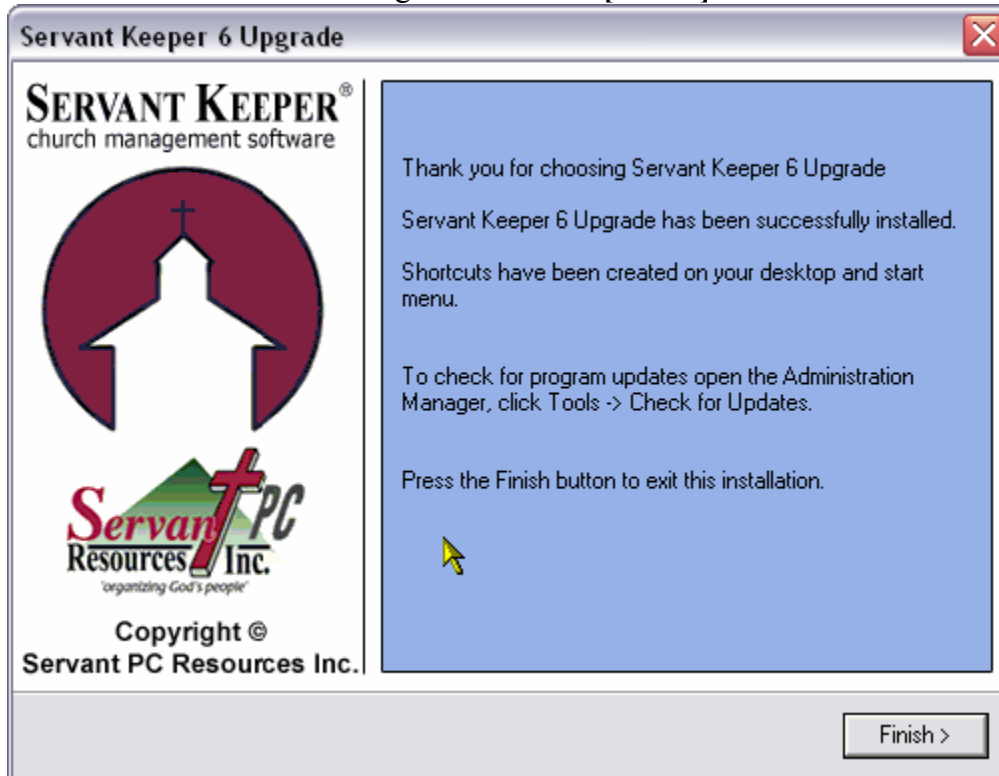 Servant Keeper 6 Upgrade
SERVANT KEEPER®
church management software
Servant PC
Resources Inc.
"organizing God's people"
Copyright ©
Servant PC Resources Inc.
Thank you for choosing Servant Keeper 6 Upgrade
Servant Keeper 6 Upgrade has been successfully installed.
Shortcuts have been created on your desktop and start
menu.
To check for program updates open the Administration
Manager, click Tools -> Check for Updates.
Press the Finish button to exit this installation.
Finish >